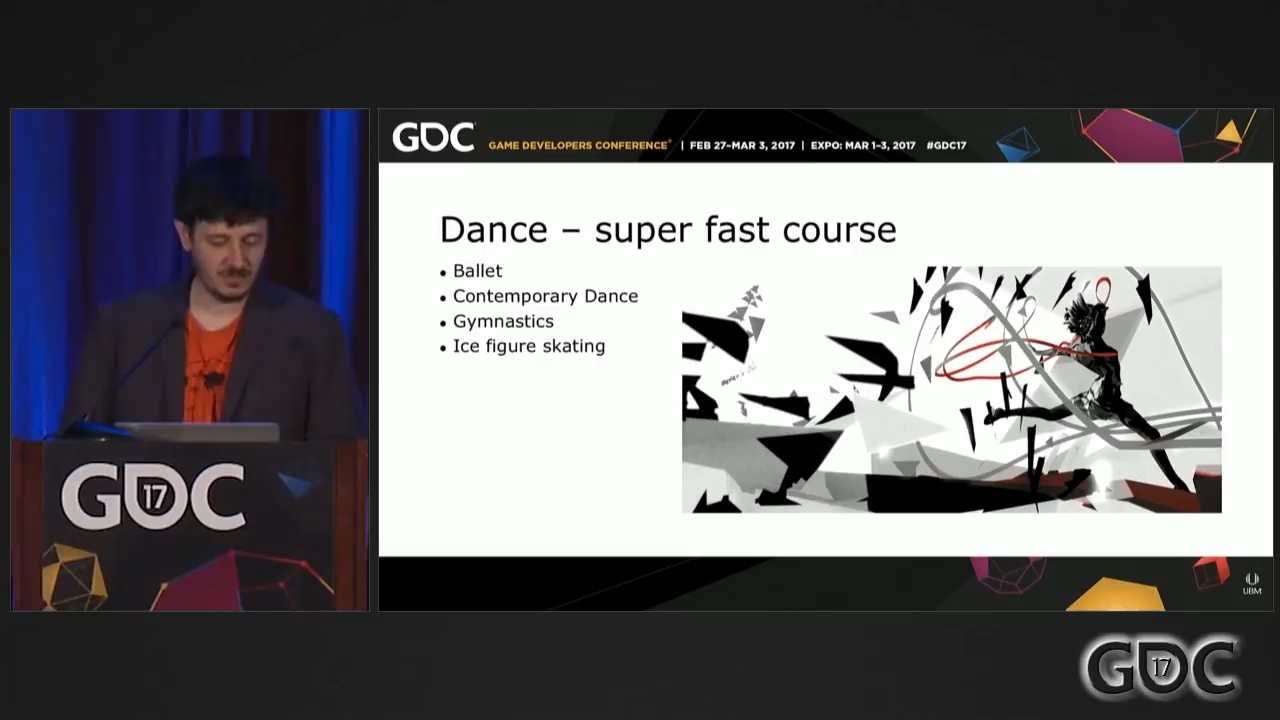 GDC
GAME DEVELOPERS CONFERENCE® | FEB 27–MAR 3, 2017 | EXPO: MAR 1–3, 2017 #GDC17
Dance – super fast course
• Ballet
• Contemporary Dance
• Gymnastics
• Ice figure skating
GDC
17
UBM
GDC
17